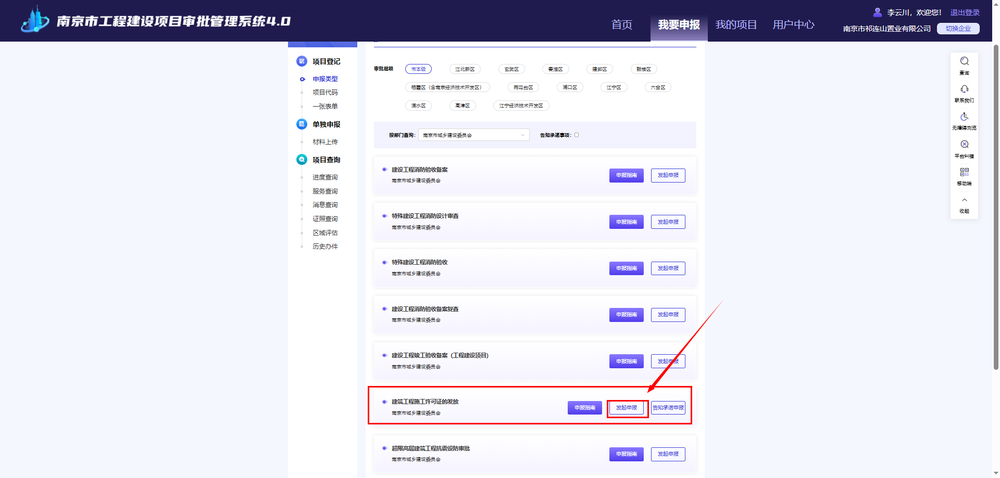 南京市工程建设项目审批管理系统4.0
首页
我要申报
我的项目
用户中心
李云川，欢迎您!
退出登录
南京市祁连山置业有限公司
切换企业
项目登记
申报类型
项目代码
一张表单
单独申报
材料上传
项目查询
进度查询
服务查询
消息查询
证照查询
区域评估
历史办件
审批层级
市本级
江北新区
玄武区
秦淮区
建邺区
鼓楼区
栖霞区（含南京经济技术开发区）
雨花台区
浦口区
江宁区
六合区
溧水区
高淳区
江宁经济技术开发区
按部门查询:
南京市城乡建设委员会
告知承诺事项:
建设工程消防验收备案
南京市城乡建设委员会
申报指南
发起申报
特殊建设工程消防设计审查
南京市城乡建设委员会
申报指南
发起申报
特殊建设工程消防验收
南京市城乡建设委员会
申报指南
发起申报
建设工程消防验收备案复查
南京市城乡建设委员会
申报指南
发起申报
建设工程竣工验收备案（工程建设项目）
南京市城乡建设委员会
申报指南
发起申报
建筑工程施工许可证的发放
南京市城乡建设委员会
申报指南
发起申报
告知承诺申报
超限高层建筑工程抗震设防审批
南京市城乡建设委员会
申报指南
发起申报
查询
联系我们
无障碍浏览
平台纠错
移动端
收起